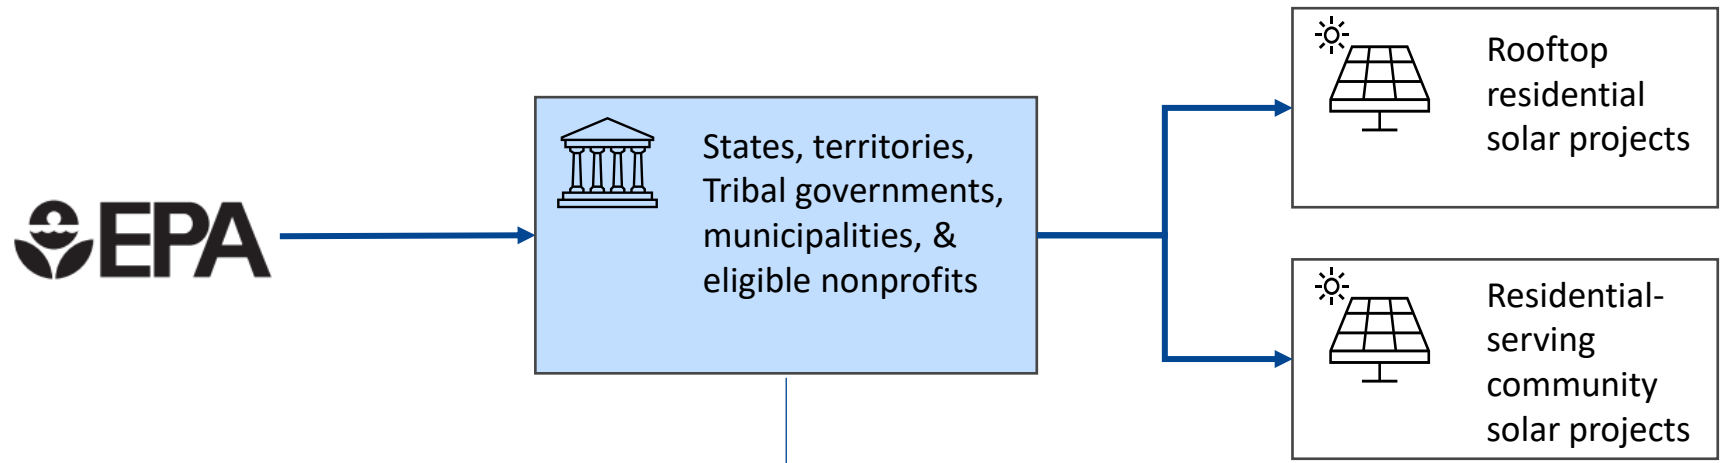 EPA
States, territories,
Tribal governments,
municipalities, &
eligible nonprofits
Rooftop
residential
solar projects
Residential-
serving
community
solar projects